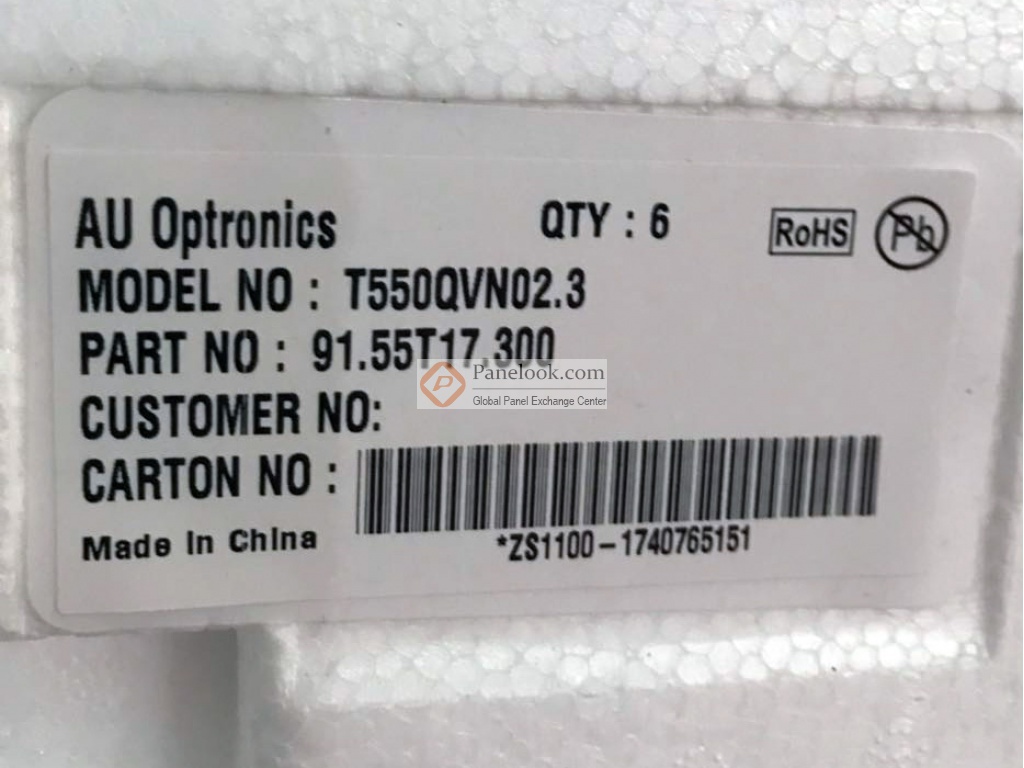 AU Optronics QTY : 6 RoHS Pb
MODEL NO : T550QVN02.3
PART NO : 91.55T17.300
Panelook.com
Global Panel Exchange Center
CUSTOMER NO:
CARTON NO :
Made In China *ZS1100-1740765151